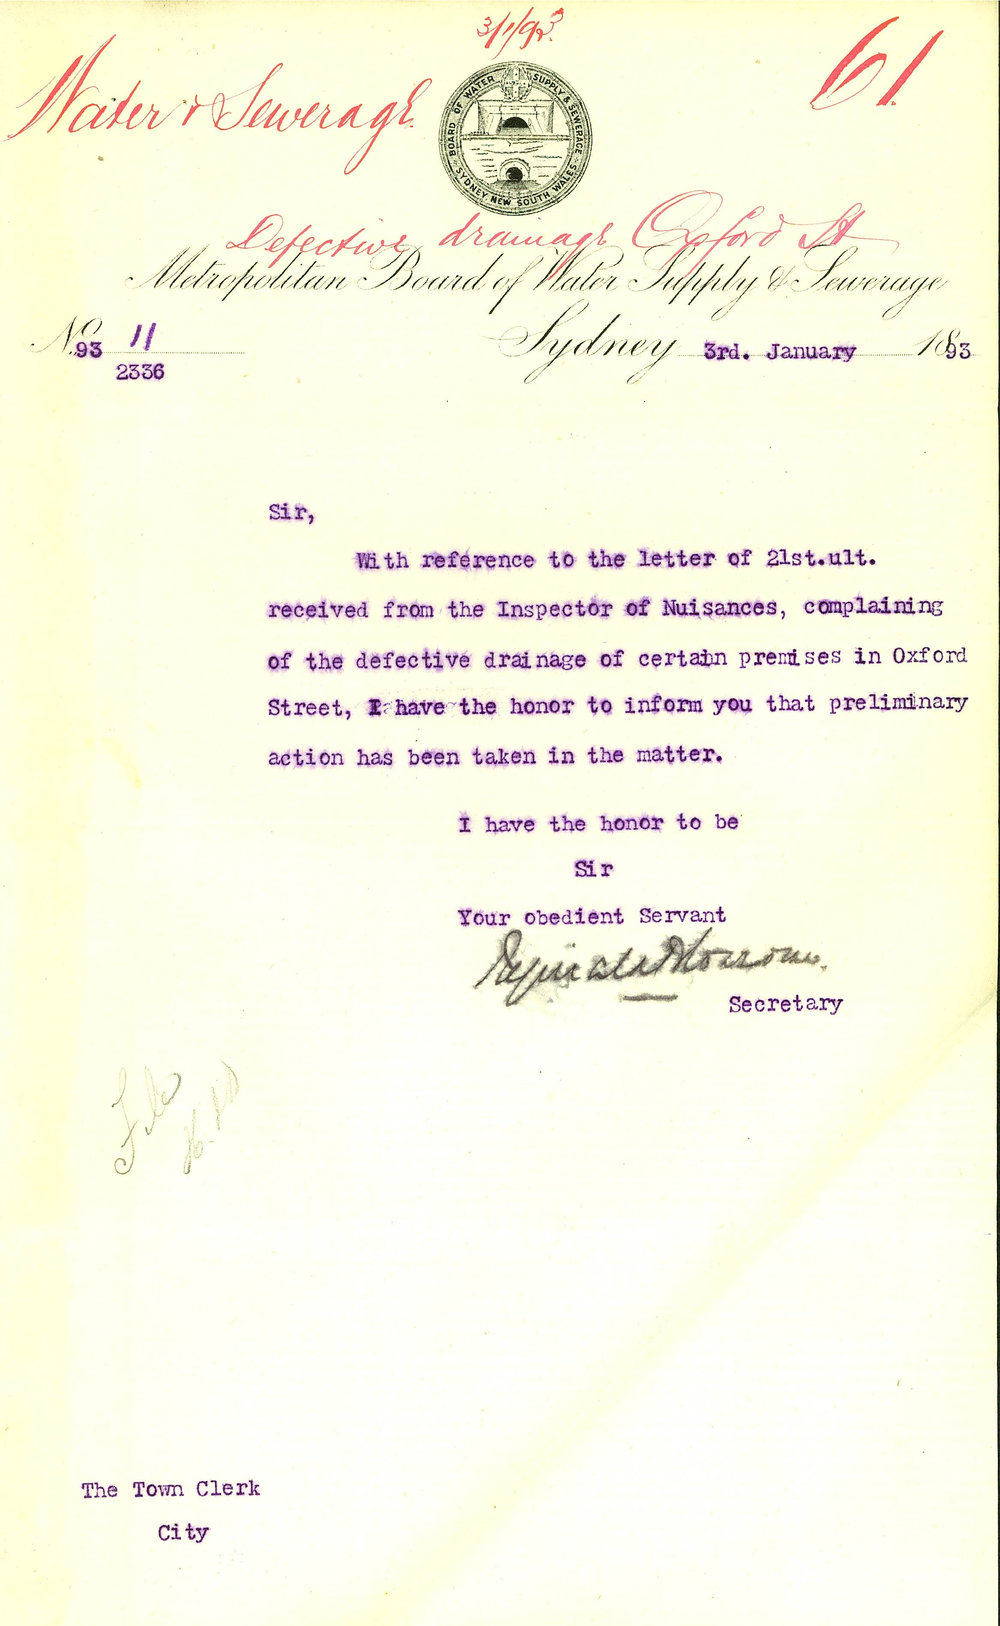 3/1/93.
61.
Water & Sewerage.
BOARD OF WATER SUPPLY & SEWERAGE
SYDNEY NEW SOUTH WALES
Defective drainage Oxford St
Metropolitan Board of Water Supply & Sewerage
No. 93 11
2336
Sydney 3rd. January 1893
Sir,
With reference to the letter of 21st.ult.
received from the Inspector of Nuisances, complaining
of the defective drainage of certain premises in Oxford
Street, I have the honor to inform you that preliminary
action has been taken in the matter.
I have the honor to be
Sir
Your obedient Servant
Secretary
The Town Clerk
City